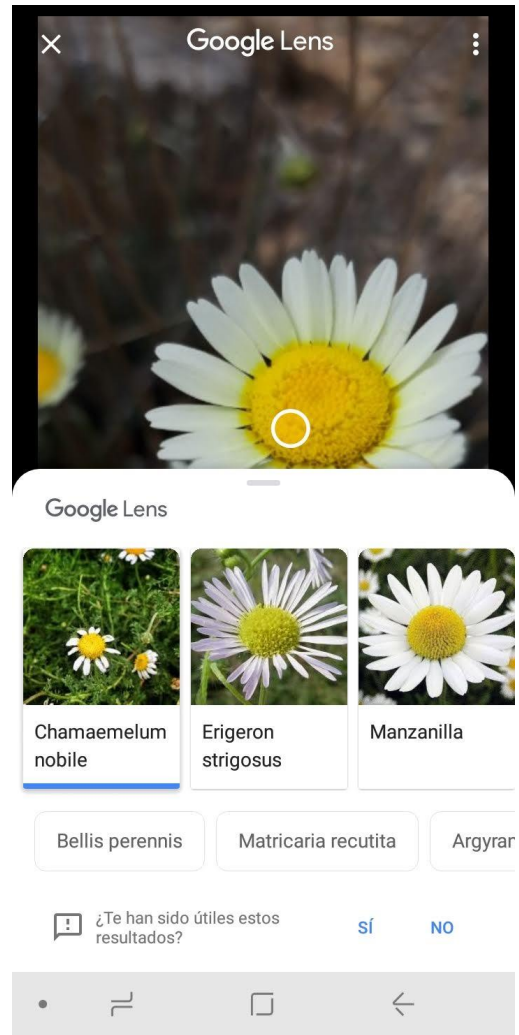 Google Lens
Google Lens
Chamaemelum
nobile
Erigeron
strigosus
Manzanilla
Bellis perennis
Matricaria recutita
Argyran
¿Te han sido útiles estos
resultados?
SÍ
NO